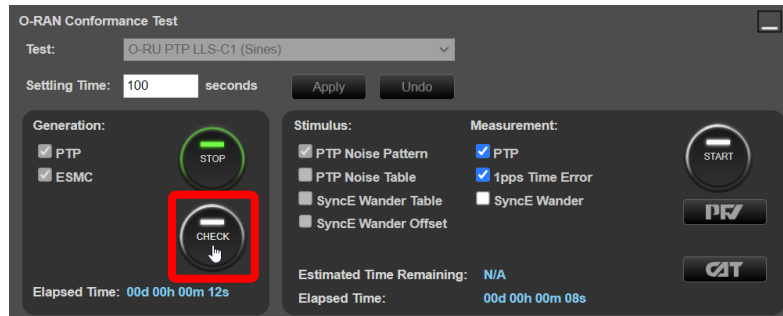 O-RAN Conformance Test
Test: O-RU PTP LLS-C1 (Sines)
Settling Time: 100 seconds Apply Undo
Generation:
PTP
ESMC
STOP
CHECK
Elapsed Time: 00d 00h 00m 12s
Stimulus:
PTP Noise Pattern
PTP Noise Table
SyncE Wander Table
SyncE Wander Offset
Measurement:
PTP
1pps Time Error
SyncE Wander
Estimated Time Remaining: N/A
Elapsed Time: 00d 00h 00m 08s
START
PFV
CAT